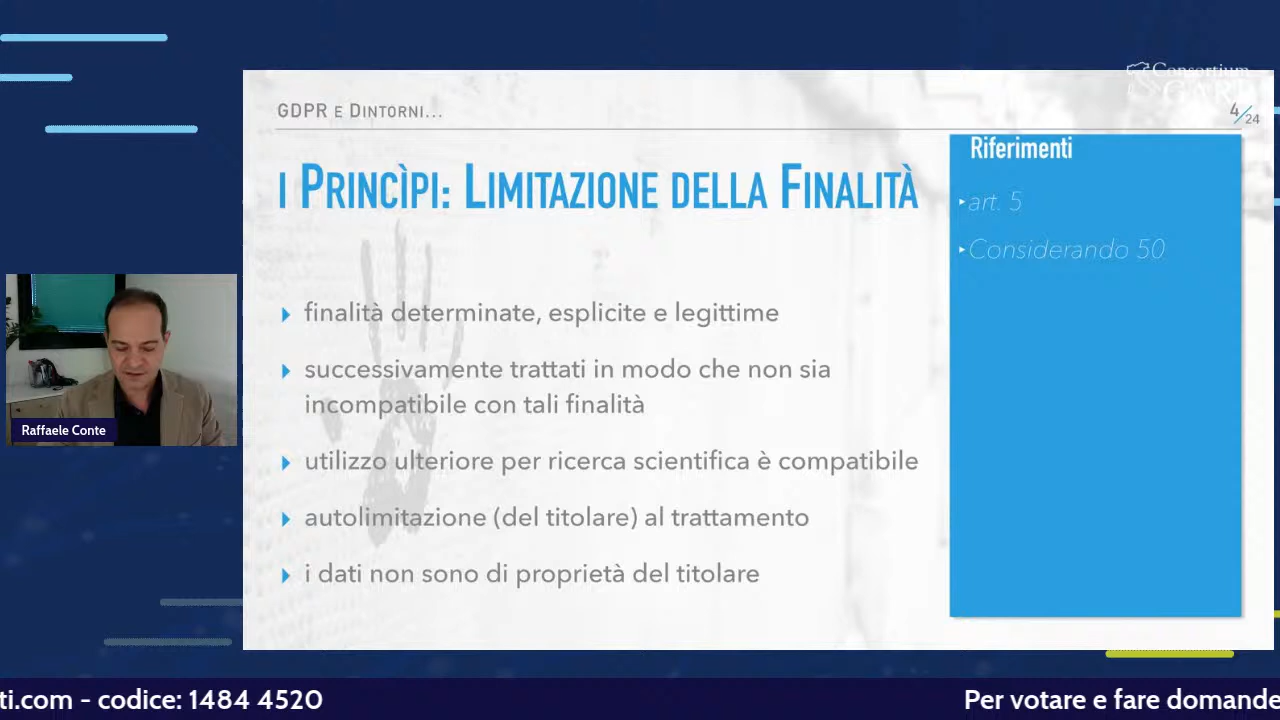 Consortium
GARR
GDPR E DINTORNI...
4/24
I PRINCÌPI: LIMITAZIONE DELLA FINALITÀ
Riferimenti
art. 5
Considerando 50
finalità determinate, esplicite e legittime
successivamente trattati in modo che non sia
incompatibile con tali finalità
utilizzo ulteriore per ricerca scientifica è compatibile
autolimitazione (del titolare) al trattamento
i dati non sono di proprietà del titolare
Raffaele Conte
ti.com - codice: 1484 4520
Per votare e fare domande